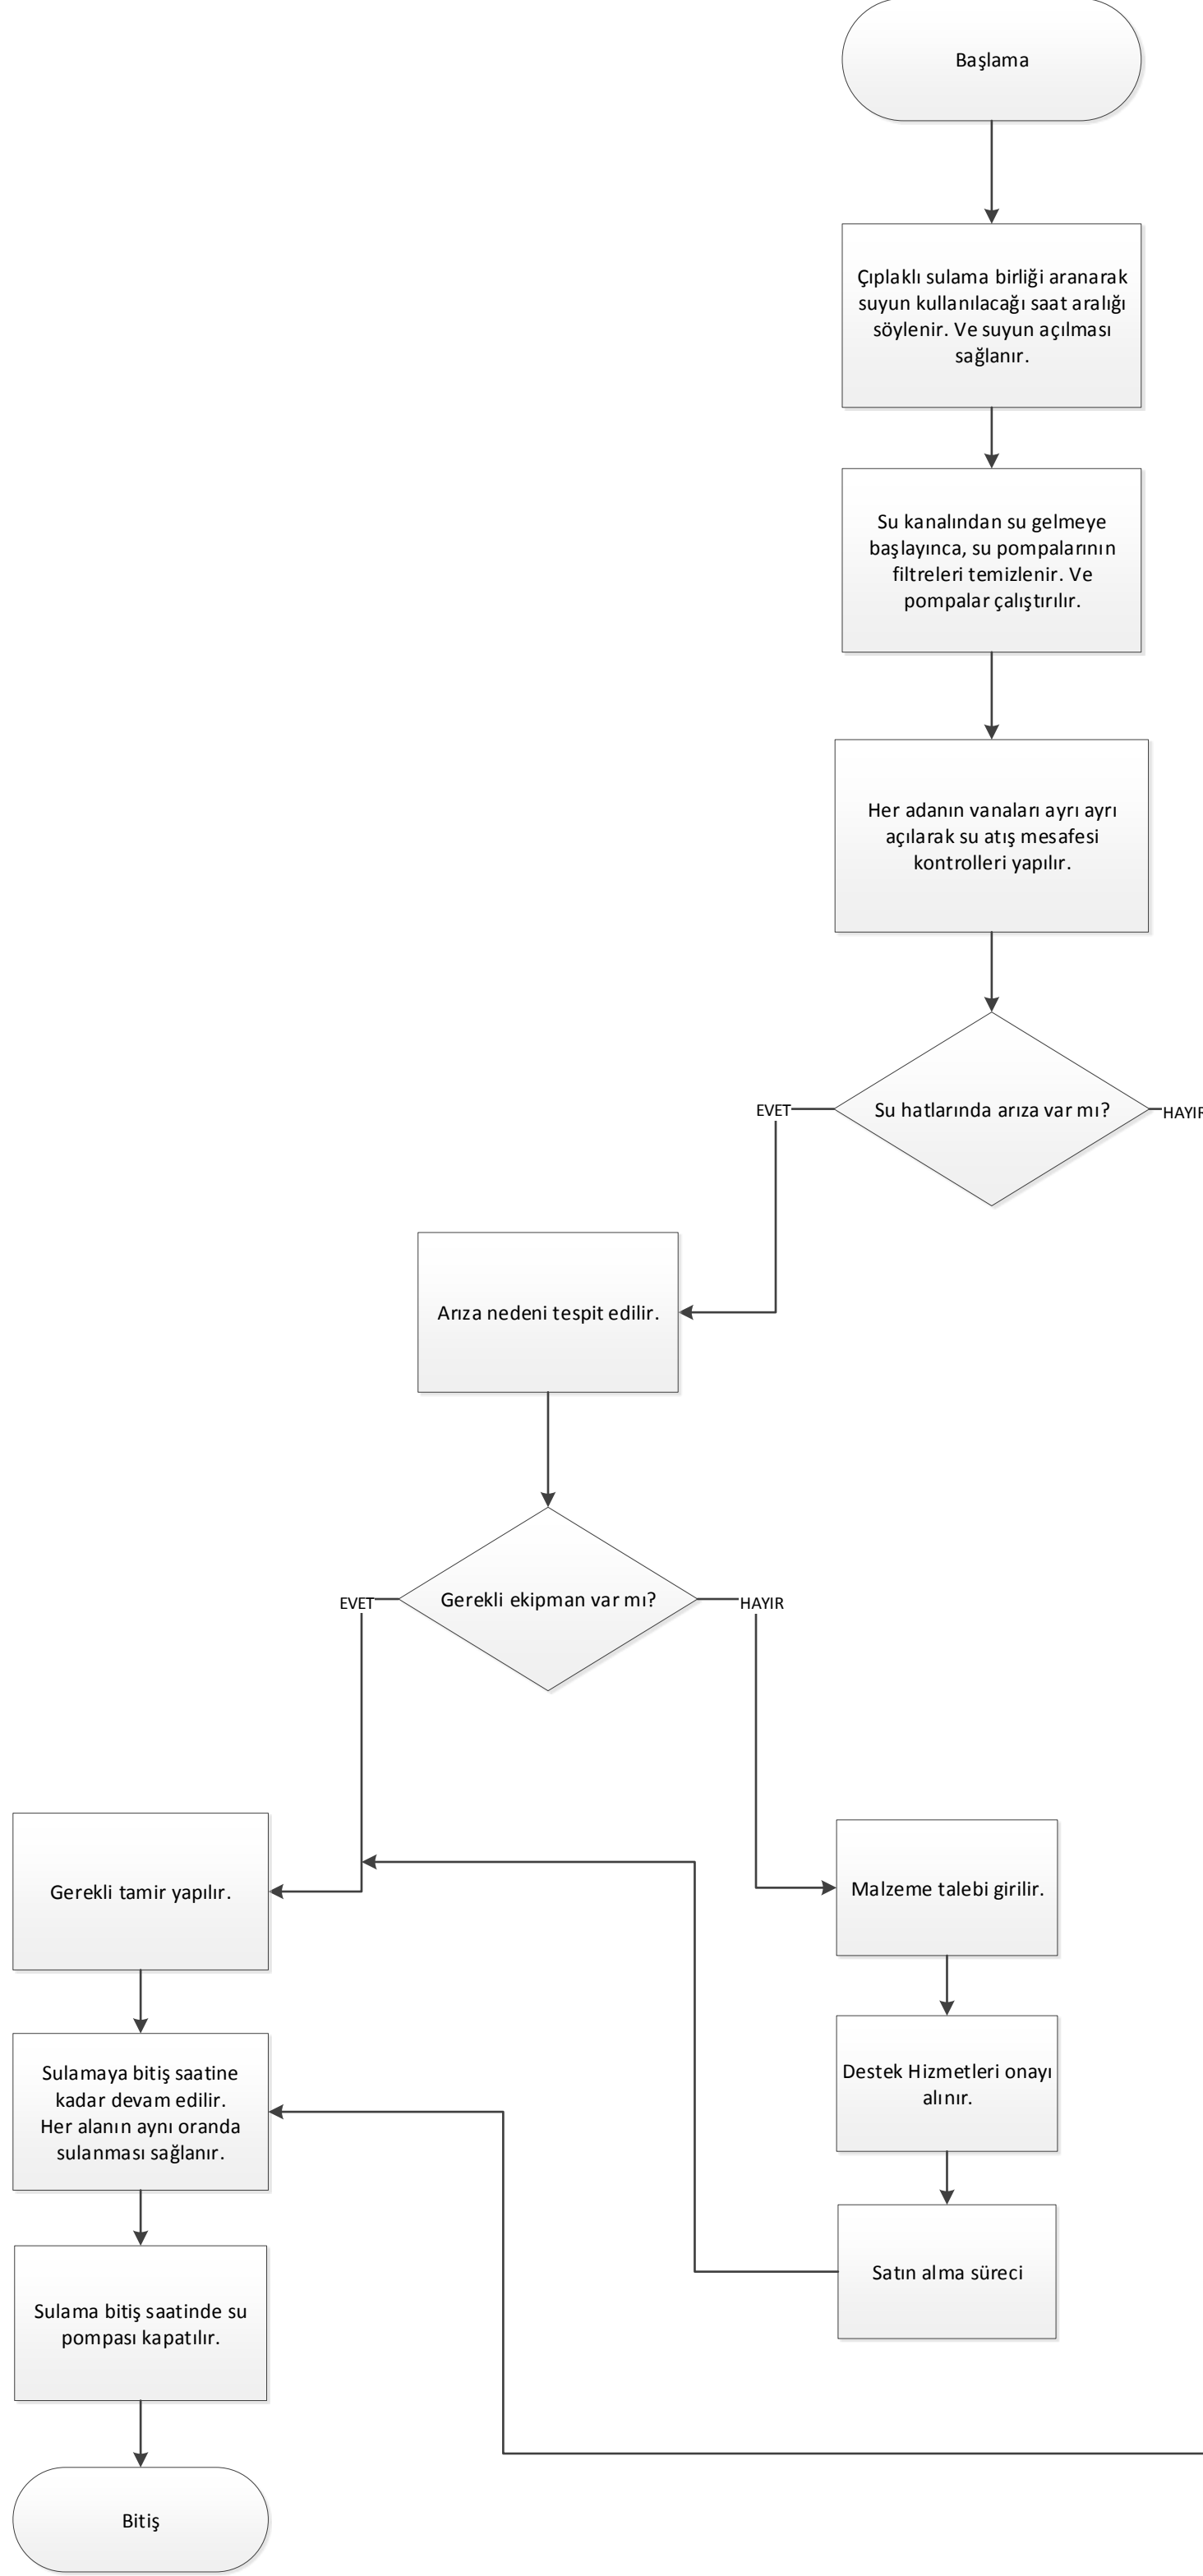 Başlama
Çıplaklı sulama birliği aranarak
suyun kullanılacağı saat aralığı
söylenir. Ve suyun açılması
sağlanır.
Su kanalından su gelmeye
başlayınca, su pompalarının
filtreleri temizlenir. Ve
pompalar çalıştırılır.
Her adanın vanaları ayrı ayrı
açılarak su atış mesafesi
kontrolleri yapılır.
EVET
Su hatlarında arıza var mı?
HAYIR
Arıza nedeni tespit edilir.
EVET
Gerekli ekipman var mı?
HAYIR
Gerekli tamir yapılır.
Malzeme talebi girilir.
Sulamaya bitiş saatine
kadar devam edilir.
Her alanın aynı oranda
sulanması sağlanır.
Destek Hizmetleri onayı
alınır.
Satın alma süreci
Sulama bitiş saatinde su
pompası kapatılır.
Bitiş